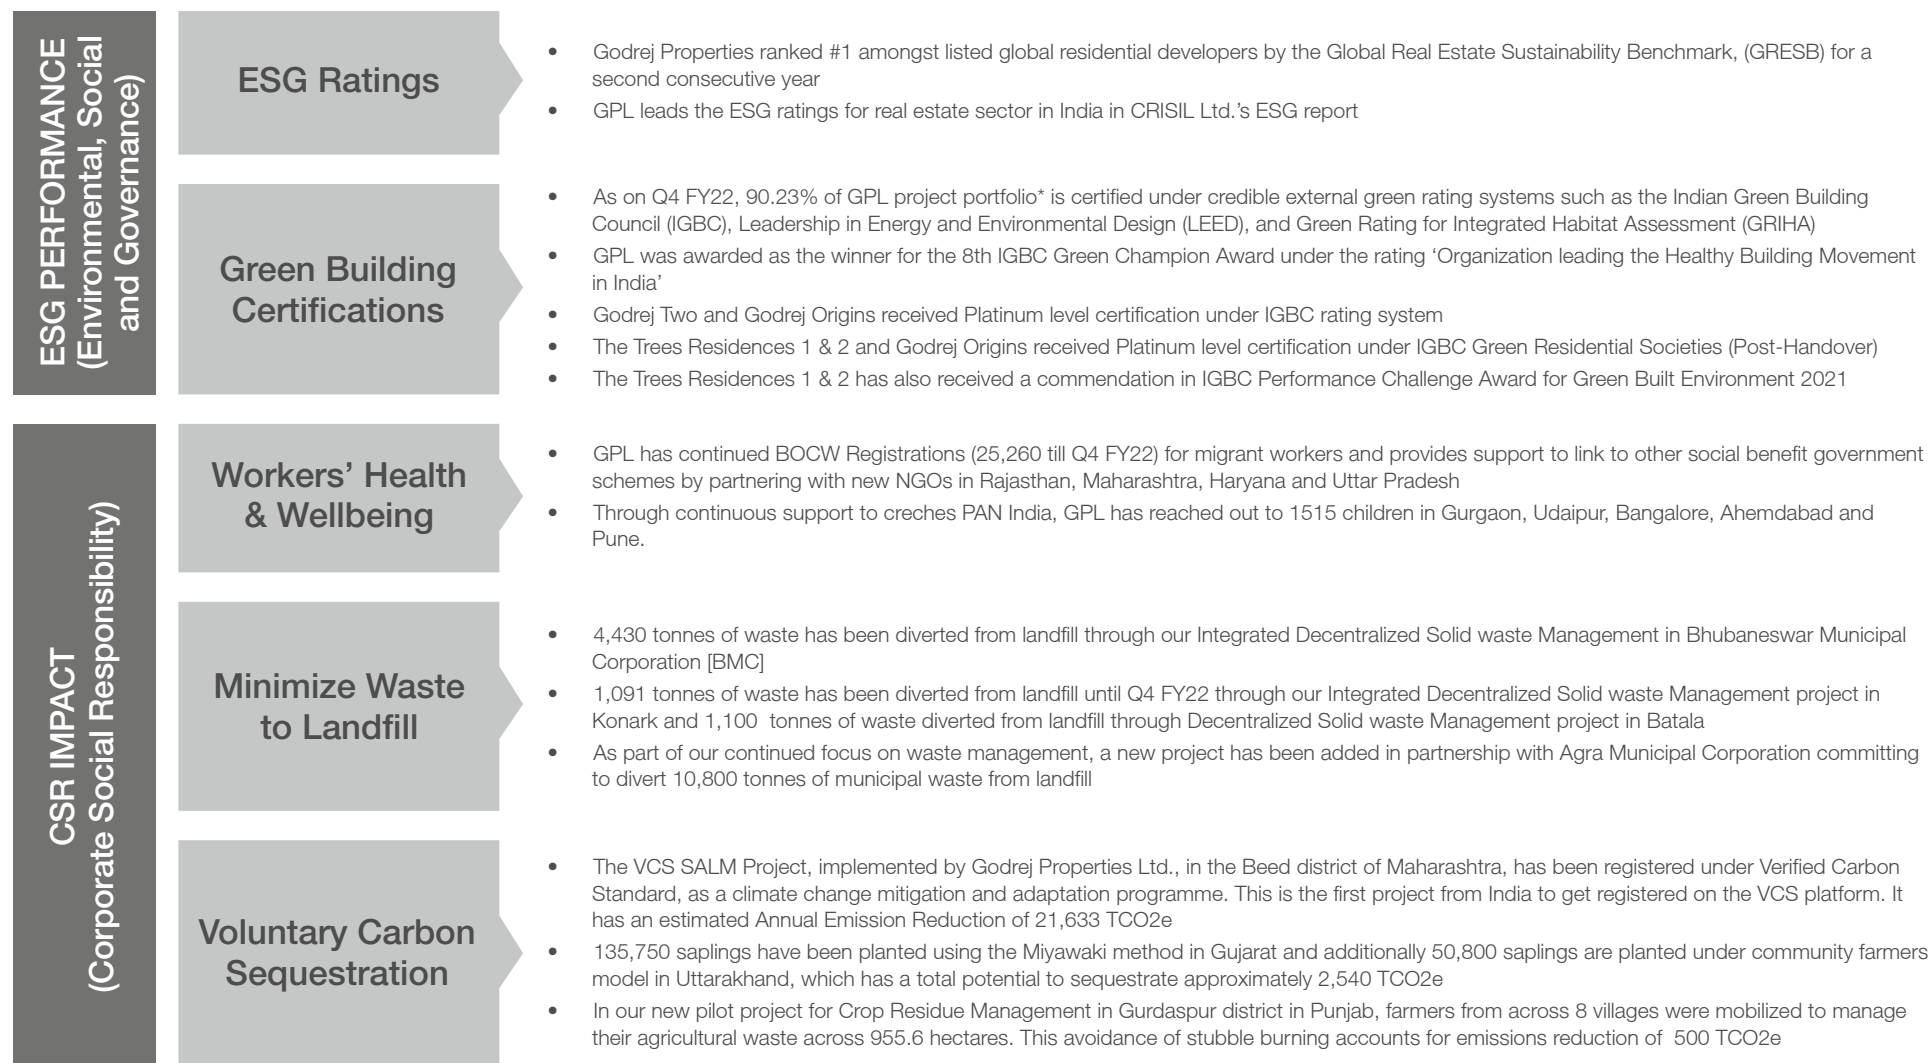 ESG PERFORMANCE
(Environmental, Social
and Governance)
ESG Ratings
• Godrej Properties ranked #1 amongst listed global residential developers by the Global Real Estate Sustainability Benchmark, (GRESB) for a
second consecutive year
• GPL leads the ESG ratings for real estate sector in India in CRISIL Ltd.’s ESG report
Green Building
Certifications
• As on Q4 FY22, 90.23% of GPL project portfolio* is certified under credible external green rating systems such as the Indian Green Building
Council (IGBC), Leadership in Energy and Environmental Design (LEED), and Green Rating for Integrated Habitat Assessment (GRIHA)
• GPL was awarded as the winner for the 8th IGBC Green Champion Award under the rating ‘Organization leading the Healthy Building Movement
in India’
• Godrej Two and Godrej Origins received Platinum level certification under IGBC rating system
• The Trees Residences 1 & 2 and Godrej Origins received Platinum level certification under IGBC Green Residential Societies (Post-Handover)
• The Trees Residences 1 & 2 has also received a commendation in IGBC Performance Challenge Award for Green Built Environment 2021
CSR IMPACT
(Corporate Social Responsibility)
Workers’ Health
& Wellbeing
• GPL has continued BOCW Registrations (25,260 till Q4 FY22) for migrant workers and provides support to link to other social benefit government
schemes by partnering with new NGOs in Rajasthan, Maharashtra, Haryana and Uttar Pradesh
• Through continuous support to creches PAN India, GPL has reached out to 1515 children in Gurgaon, Udaipur, Bangalore, Ahemdabad and
Pune.
Minimize Waste
to Landfill
• 4,430 tonnes of waste has been diverted from landfill through our Integrated Decentralized Solid waste Management in Bhubaneswar Municipal
Corporation [BMC]
• 1,091 tonnes of waste has been diverted from landfill until Q4 FY22 through our Integrated Decentralized Solid waste Management project in
Konark and 1,100 tonnes of waste diverted from landfill through Decentralized Solid waste Management project in Batala
• As part of our continued focus on waste management, a new project has been added in partnership with Agra Municipal Corporation committing
to divert 10,800 tonnes of municipal waste from landfill
Voluntary Carbon
Sequestration
• The VCS SALM Project, implemented by Godrej Properties Ltd., in the Beed district of Maharashtra, has been registered under Verified Carbon
Standard, as a climate change mitigation and adaptation programme. This is the first project from India to get registered on the VCS platform. It
has an estimated Annual Emission Reduction of 21,633 TCO2e
• 135,750 saplings have been planted using the Miyawaki method in Gujarat and additionally 50,800 saplings are planted under community farmers
model in Uttarakhand, which has a total potential to sequestrate approximately 2,540 TCO2e
• In our new pilot project for Crop Residue Management in Gurdaspur district in Punjab, farmers from across 8 villages were mobilized to manage
their agricultural waste across 955.6 hectares. This avoidance of stubble burning accounts for emissions reduction of 500 TCO2e